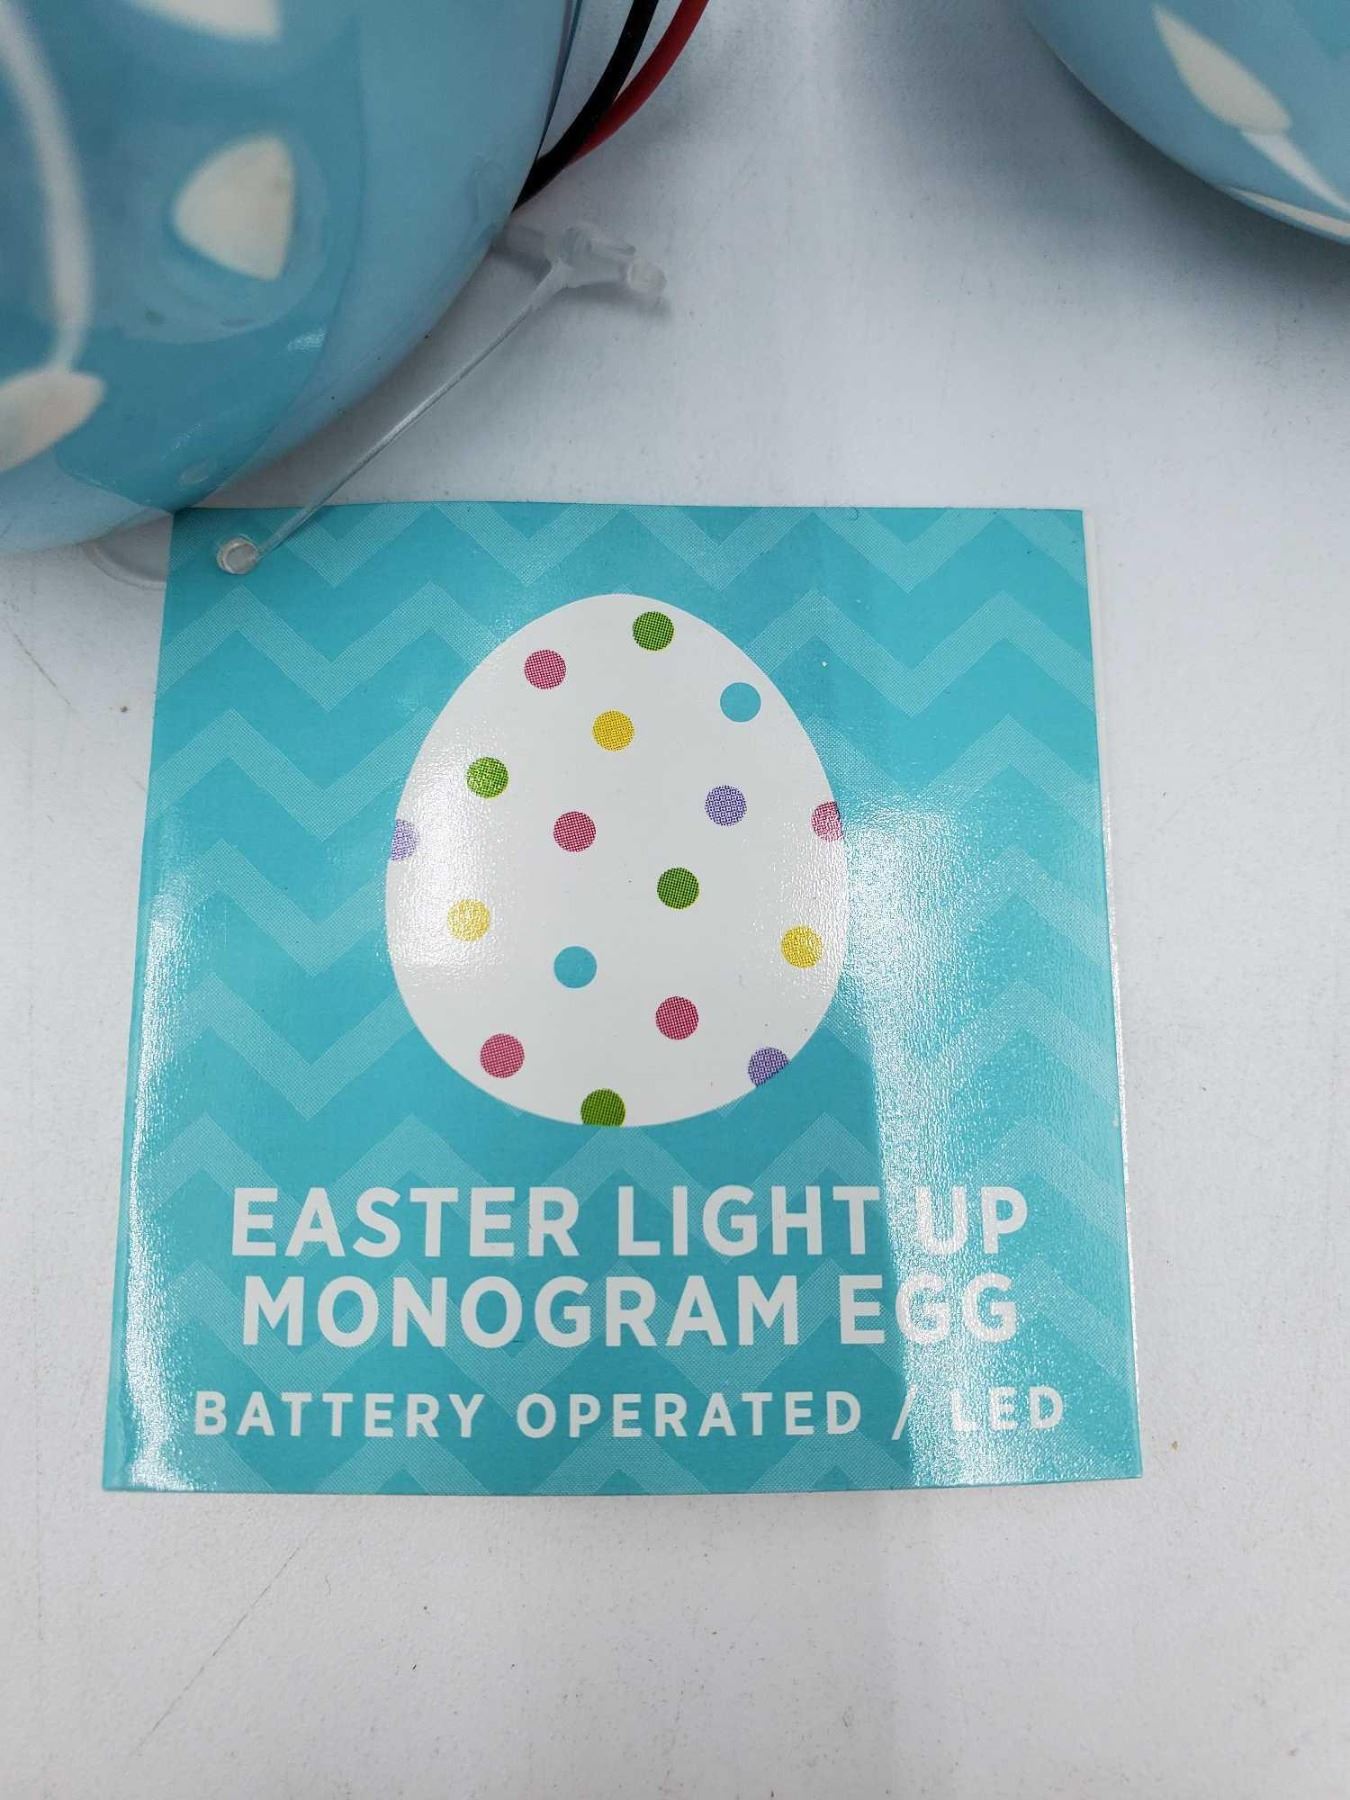 EASTER LIGHT UP
MONOGRAM EGG
BATTERY OPERATED / LED